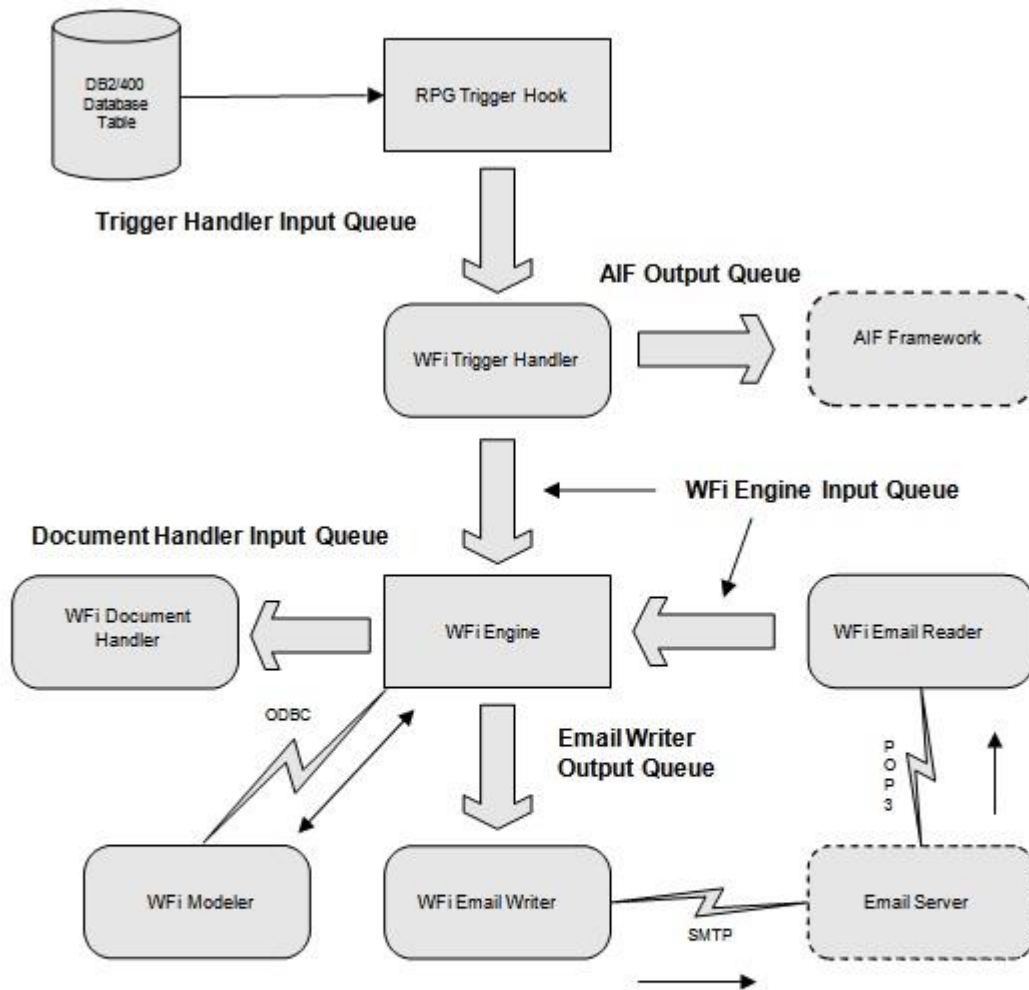 DB2/400
Database
Table
RPG Trigger Hook
Trigger Handler Input Queue
AIF Output Queue
WFi Trigger Handler
AIF Framework
WFi Engine Input Queue
Document Handler Input Queue
WFi Document
Handler
WFi Engine
WFi Email Reader
ODBC
Email Writer
Output Queue
P
O
P
3
WFi Modeler
WFi Email Writer
SMTP
Email Server